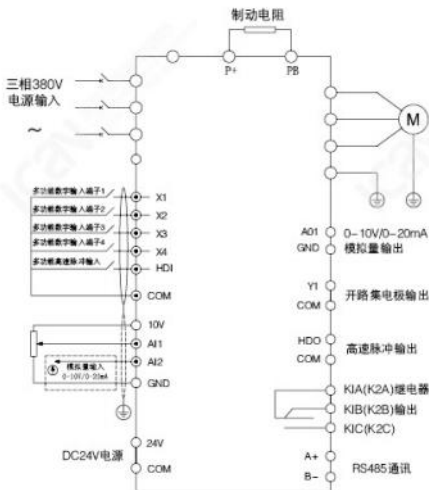 制动电阻
P+
PB
三相380V
电源输入
~
M
多功能数字输入端子1
X1
多功能数字输入端子2
X2
多功能数字输入端子3
X3
多功能数字输入端子4
X4
多功能高速脉冲输入
HDI
COM
10V
AI1
AI2
模拟量输入
0-10V/0-20mA
GND
24V
DC24V电源
COM
A01
0-10V/0-20mA
GND
模拟量输出
Y1
开路集电极输出
COM
HDO
高速脉冲输出
COM
KIA(K2A)继电器
KIB(K2B)输出
KIC(K2C)
A+
RS485通讯
B-